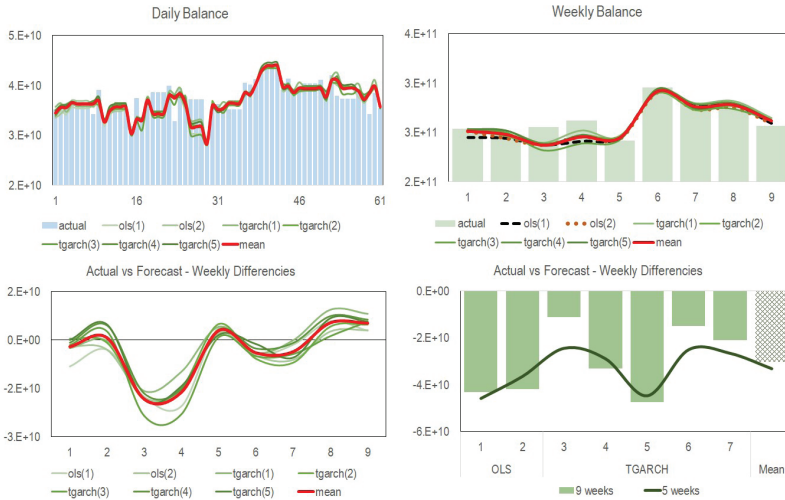 Daily Balance
5.E+10
4.E+10
3.E+10
2.E+10
1 16 31 46 61
actual ols(1) ols(2) tgarch(1) tgarch(2)
tgarch(3) tgarch(4) tgarch(5) mean
Weekly Balance
4.E+11
3.E+11
3.E+11
2.E+11
1 2 3 4 5 6 7 8 9
actual ols(1) ols(2) tgarch(1) tgarch(2)
tgarch(3) tgarch(4) tgarch(5) mean
Actual vs Forecast - Weekly Differencies
2.E+10
0.E+00
-2.E+10
-3.E+10
1 2 3 4 5 6 7 8 9
ols(1) ols(2) tgarch(1) tgarch(2)
tgarch(3) tgarch(4) tgarch(5) mean
Actual vs Forecast - Weekly Differencies
0.E+00
-2.E+10
-4.E+10
-6.E+10
1 2 3 4 5 6 7 Mean
OLS TGARCH
9 weeks 5 weeks